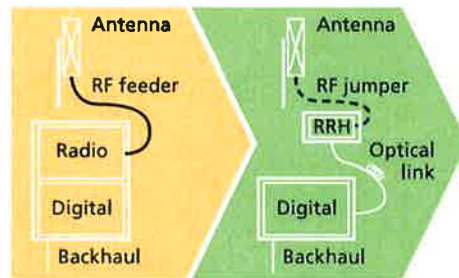 Antenna
RF feeder
Radio
Digital
Backhaul
Antenna
RF jumper
RRH
Optical
link
Digital
Backhaul